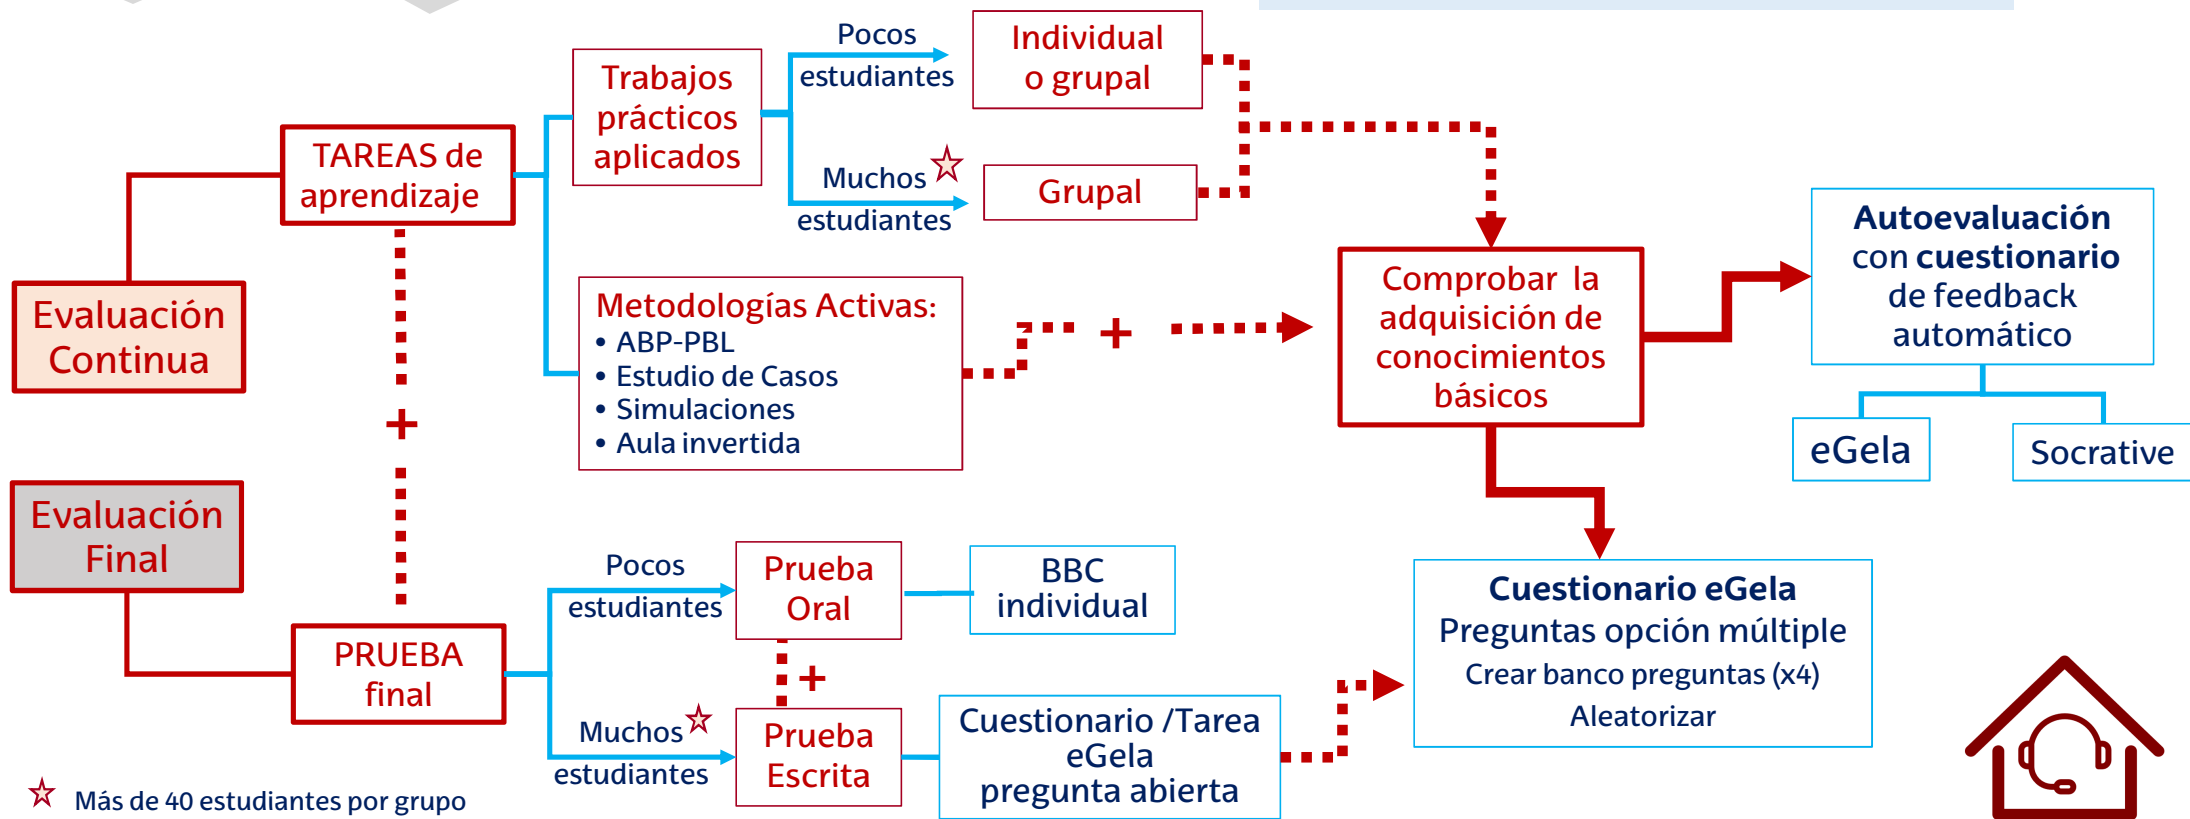 Evaluación
Continua
TAREAS de
aprendizaje
+
Trabajos
prácticos
aplicados
Pocos
estudiantes
Individual
o grupal
Muchos
estudiantes
Grupal
Metodologías Activas:
• ABP-PBL
• Estudio de Casos
• Simulaciones
• Aula invertida
+
Comprobar la
adquisición de
conocimientos
básicos
Autoevaluación
con cuestionario
de feedback
automático
eGela
Socrative
Evaluación
Final
PRUEBA
final
Pocos
estudiantes
Prueba
Oral
BBC
individual
+
Muchos
estudiantes
Prueba
Escrita
Cuestionario /Tarea
eGela
pregunta abierta
Cuestionario eGela
Preguntas opción múltiple
Crear banco preguntas (x4)
Aleatorizar
Más de 40 estudiantes por grupo